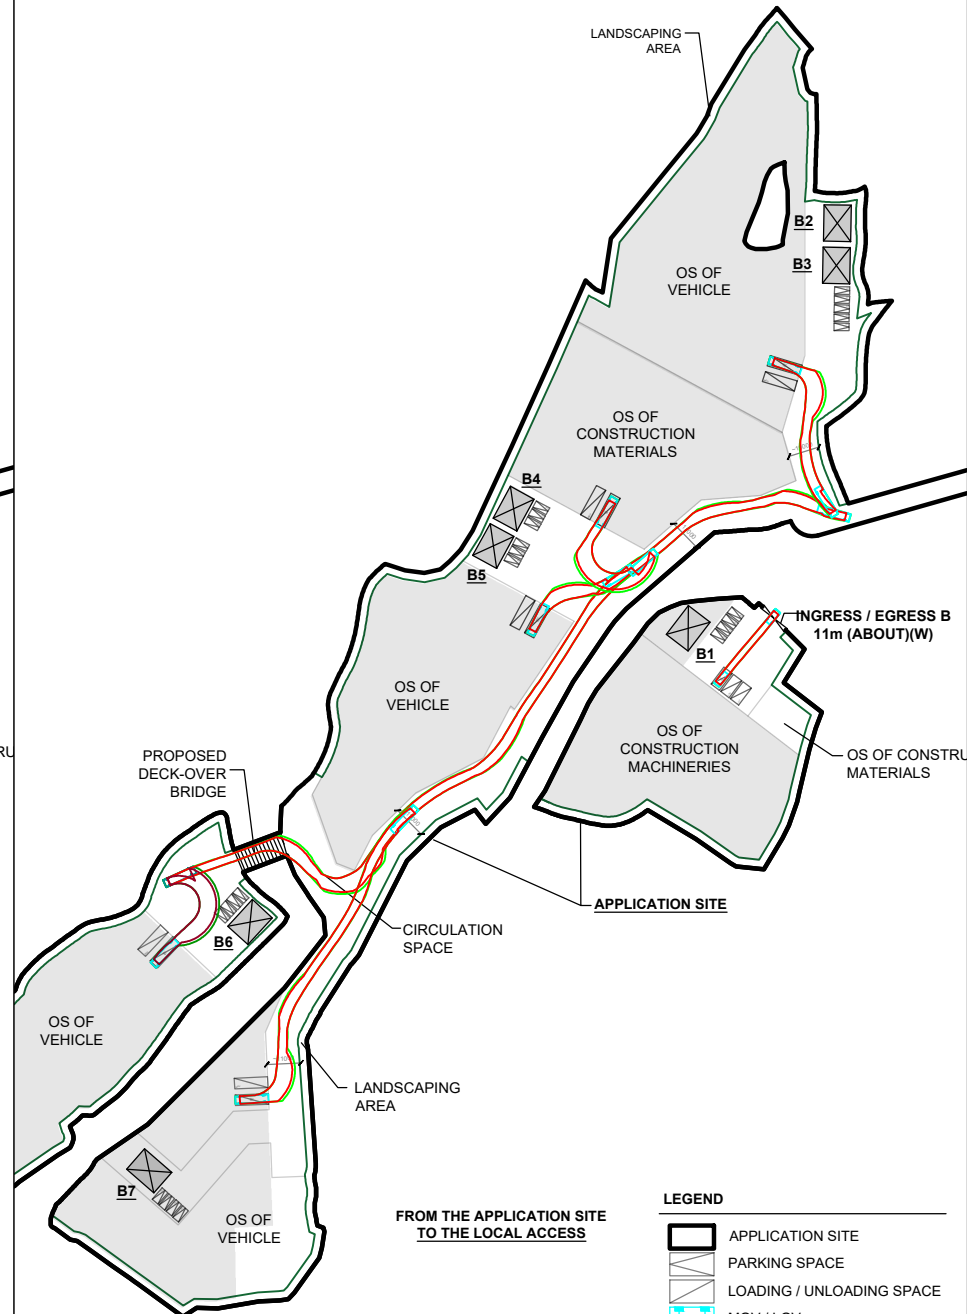 LANDSCAPING
AREA
B2
B3
OS OF
VEHICLE
OS OF
CONSTRUCTION
MATERIALS
B4
B5
INGRESS / EGRESS B
11m (ABOUT)(W)
B1
OS OF
VEHICLE
OS OF
CONSTRUCTION
MACHINERIES
OS OF CONSTRU
MATERIALS
RU
PROPOSED
DECK-OVER
BRIDGE
APPLICATION SITE
CIRCULATION
SPACE
B6
OS OF
VEHICLE
LANDSCAPING
AREA
B7
OS OF
VEHICLE
FROM THE APPLICATION SITE
TO THE LOCAL ACCESS
LEGEND
APPLICATION SITE
PARKING SPACE
LOADING / UNLOADING SPACE